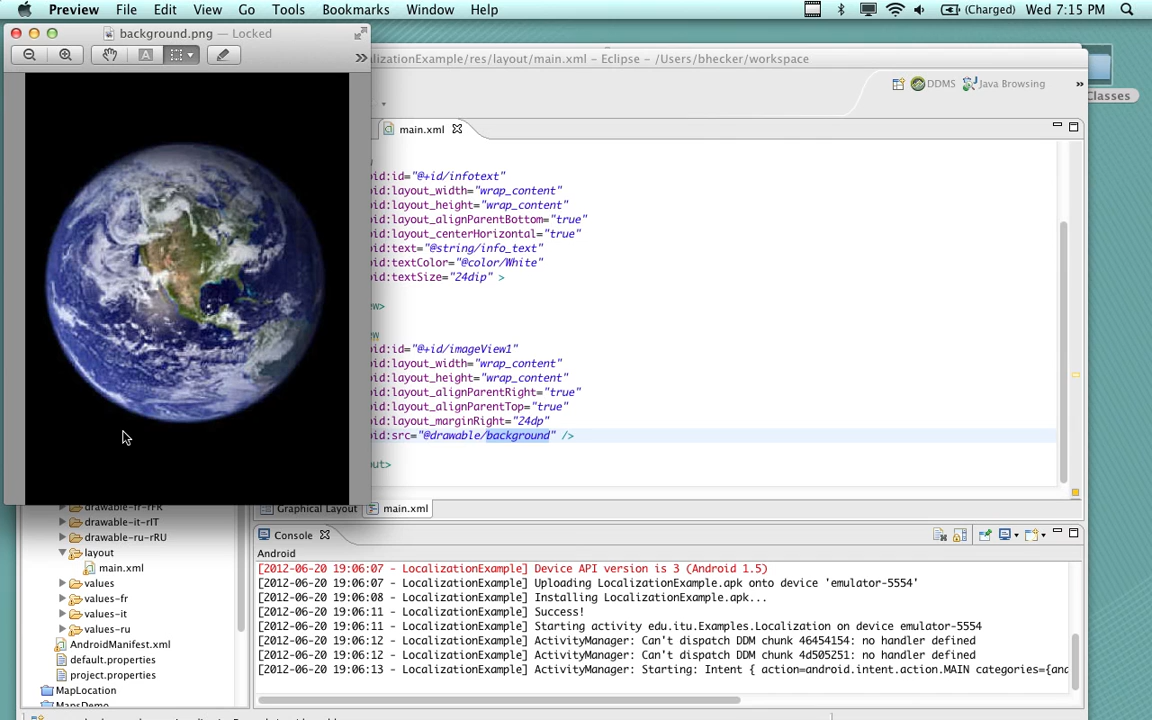 Preview File Edit View Go Tools Bookmarks Window Help (Charged) Wed 7:15 PM
background.png — Locked
alizationExample/res/layout/main.xml – Eclipse – /Users/bhecker/workspace
DDMS Java Browsing »
Classes
main.xml
oid:id="@+id/infotext"
oid:layout_width="wrap_content"
oid:layout_height="wrap_content"
oid:layout_alignParentBottom="true"
oid:layout_centerHorizontal="true"
oid:text="@string/info_text"
oid:textColor="@color/White"
oid:textSize="24dip" >
ew>
ew
oid:id="@+id/imageView1"
oid:layout_width="wrap_content"
oid:layout_height="wrap_content"
oid:layout_alignParentRight="true"
oid:layout_alignParentTop="true"
oid:layout_marginRight="24dp"
oid:src="@drawable/background" />
out>
Graphical Layout main.xml
drawable-fr-rFR
drawable-it-rIT
drawable-ru-rRU
layout
main.xml
values
values-fr
values-it
values-ru
AndroidManifest.xml
default.properties
project.properties
MapLocation
MapsDemo
Console
Android
[2012-06-20 19:06:07 - LocalizationExample] Device API version is 3 (Android 1.5)
[2012-06-20 19:06:07 - LocalizationExample] Uploading LocalizationExample.apk onto device 'emulator-5554'
[2012-06-20 19:06:08 - LocalizationExample] Installing LocalizationExample.apk...
[2012-06-20 19:06:11 - LocalizationExample] Success!
[2012-06-20 19:06:11 - LocalizationExample] Starting activity edu.itu.Examples.Localization on device emulator-5554
[2012-06-20 19:06:12 - LocalizationExample] ActivityManager: Can't dispatch DDM chunk 46454154: no handler defined
[2012-06-20 19:06:12 - LocalizationExample] ActivityManager: Can't dispatch DDM chunk 4d505251: no handler defined
[2012-06-20 19:06:13 - LocalizationExample] ActivityManager: Starting: Intent { action=android.intent.action.MAIN categories={and